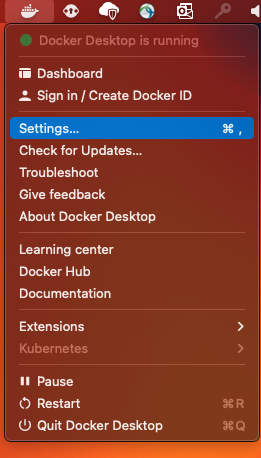 Docker Desktop is running
Dashboard
Sign in / Create Docker ID
Settings... ⌘ ,
Check for Updates...
Troubleshoot
Give feedback
About Docker Desktop
Learning center
Docker Hub
Documentation
Extensions
Kubernetes
Pause
Restart ⌘R
Quit Docker Desktop ⌘Q